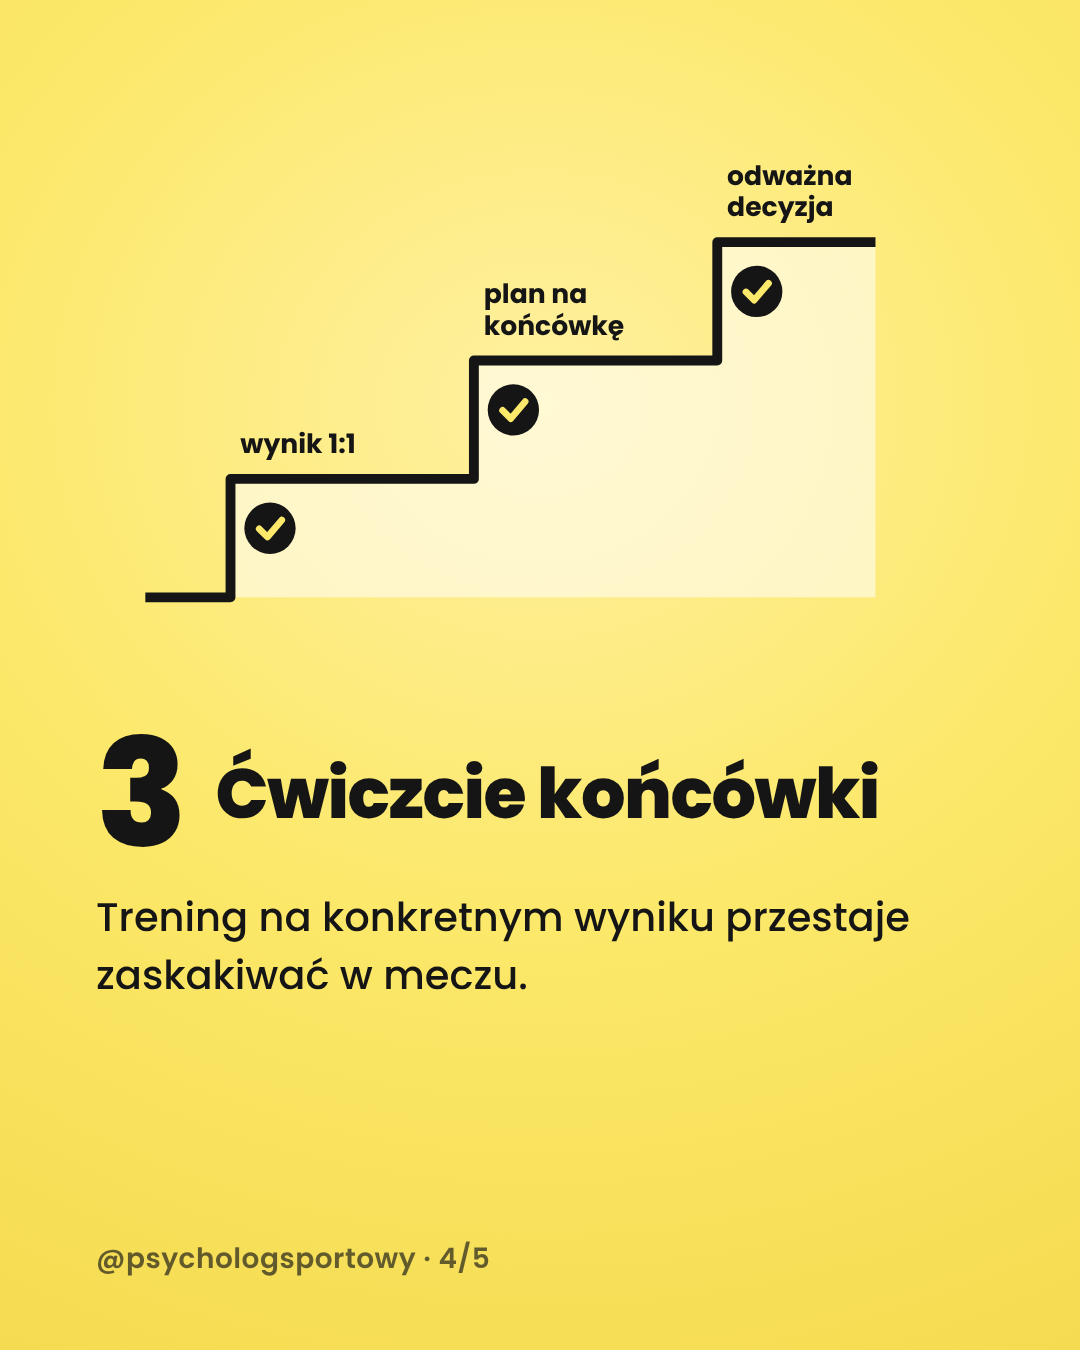 odważna
decyzja
plan na
końcówkę
wynik 1:1
3 Ćwiczcie końcówki
Trening na konkretnym wyniku przestaje
zaskakiwać w meczu.
@psychologsportowy · 4/5